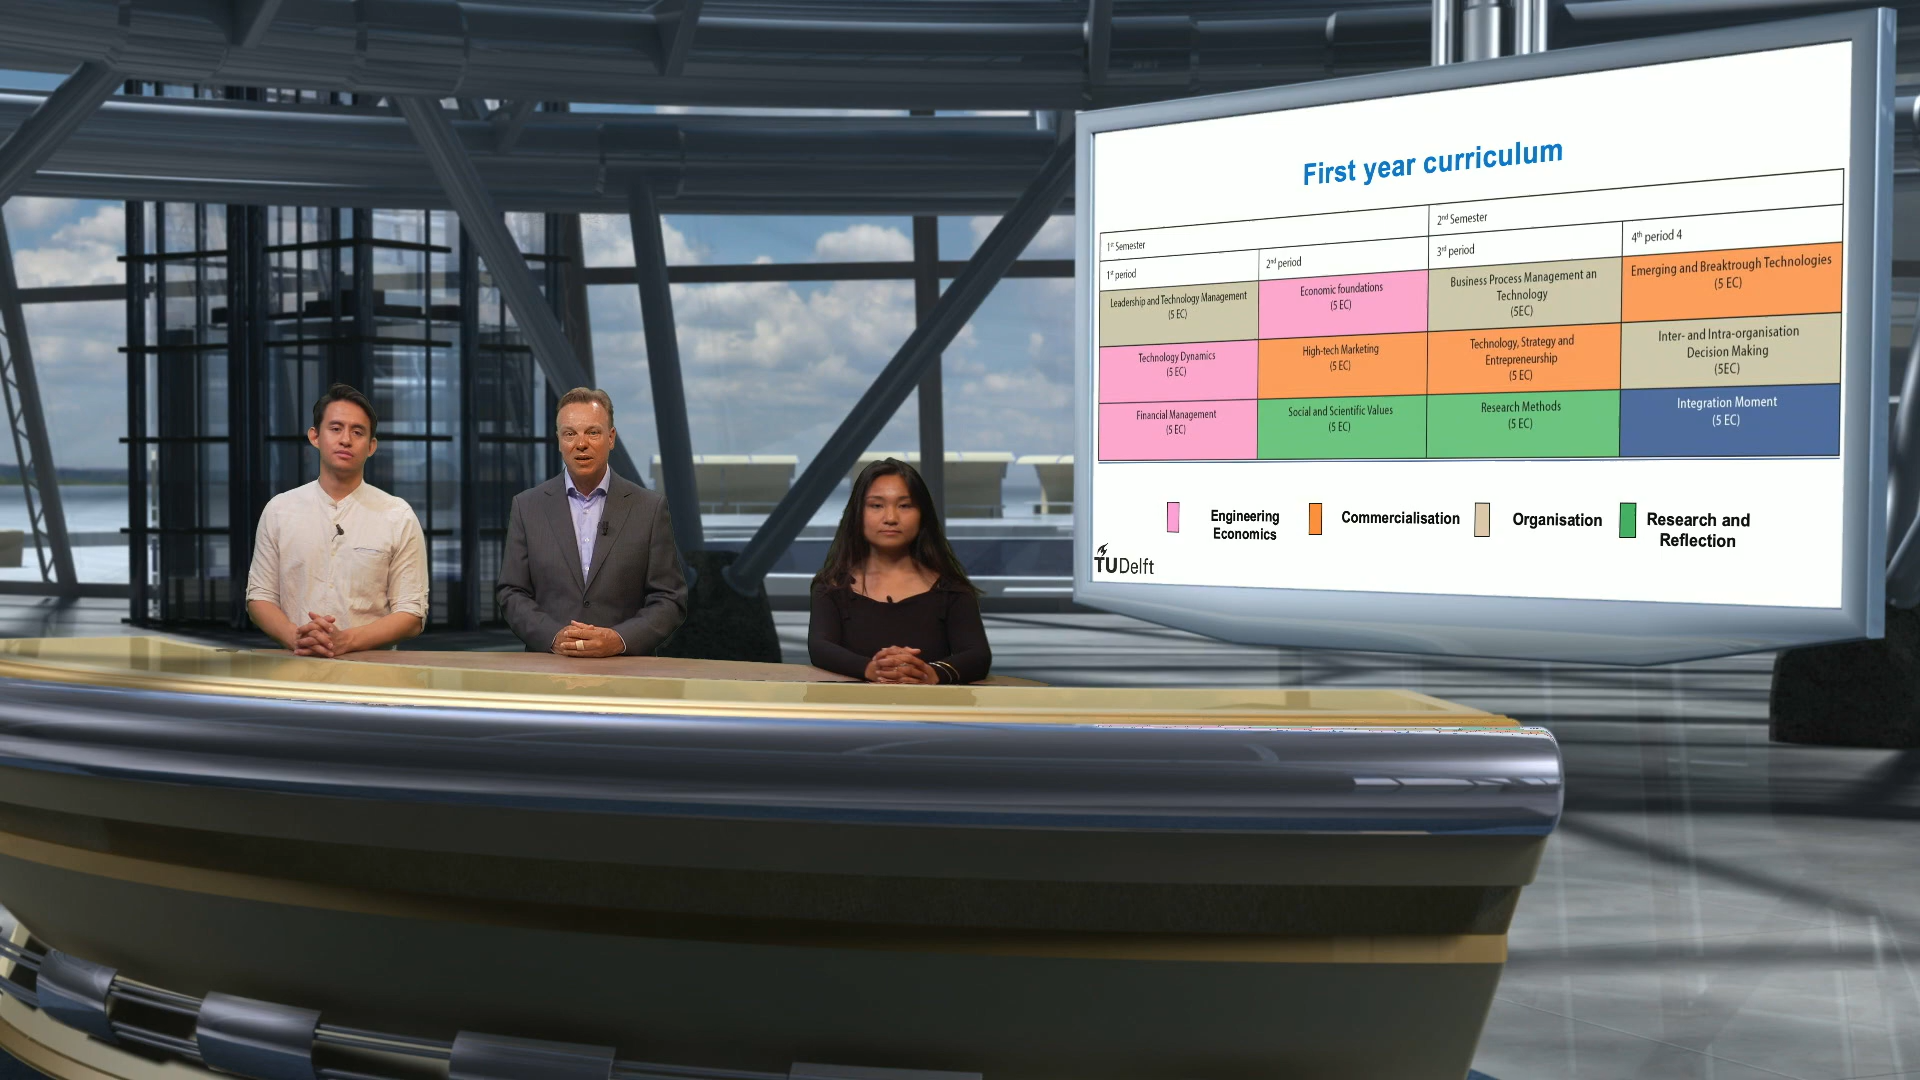 First year curriculum
1st Semester
2nd Semester
1st period
2nd period
3rd period
4th period 4
Leadership and Technology Management
(5 EC)
Economic foundations
(5 EC)
Business Process Management an
Technology
(5EC)
Emerging and Breaktrough Technologies
(5 EC)
Technology Dynamics
(5 EC)
High-tech Marketing
(5 EC)
Technology, Strategy and
Entrepreneurship
(5 EC)
Inter- and Intra-organisation
Decision Making
(5EC)
Financial Management
(5 EC)
Social and Scientific Values
(5 EC)
Research Methods
(5 EC)
Integration Moment
(5 EC)
Engineering
Economics
Commercialisation
Organisation
Research and
Reflection
TUDelft